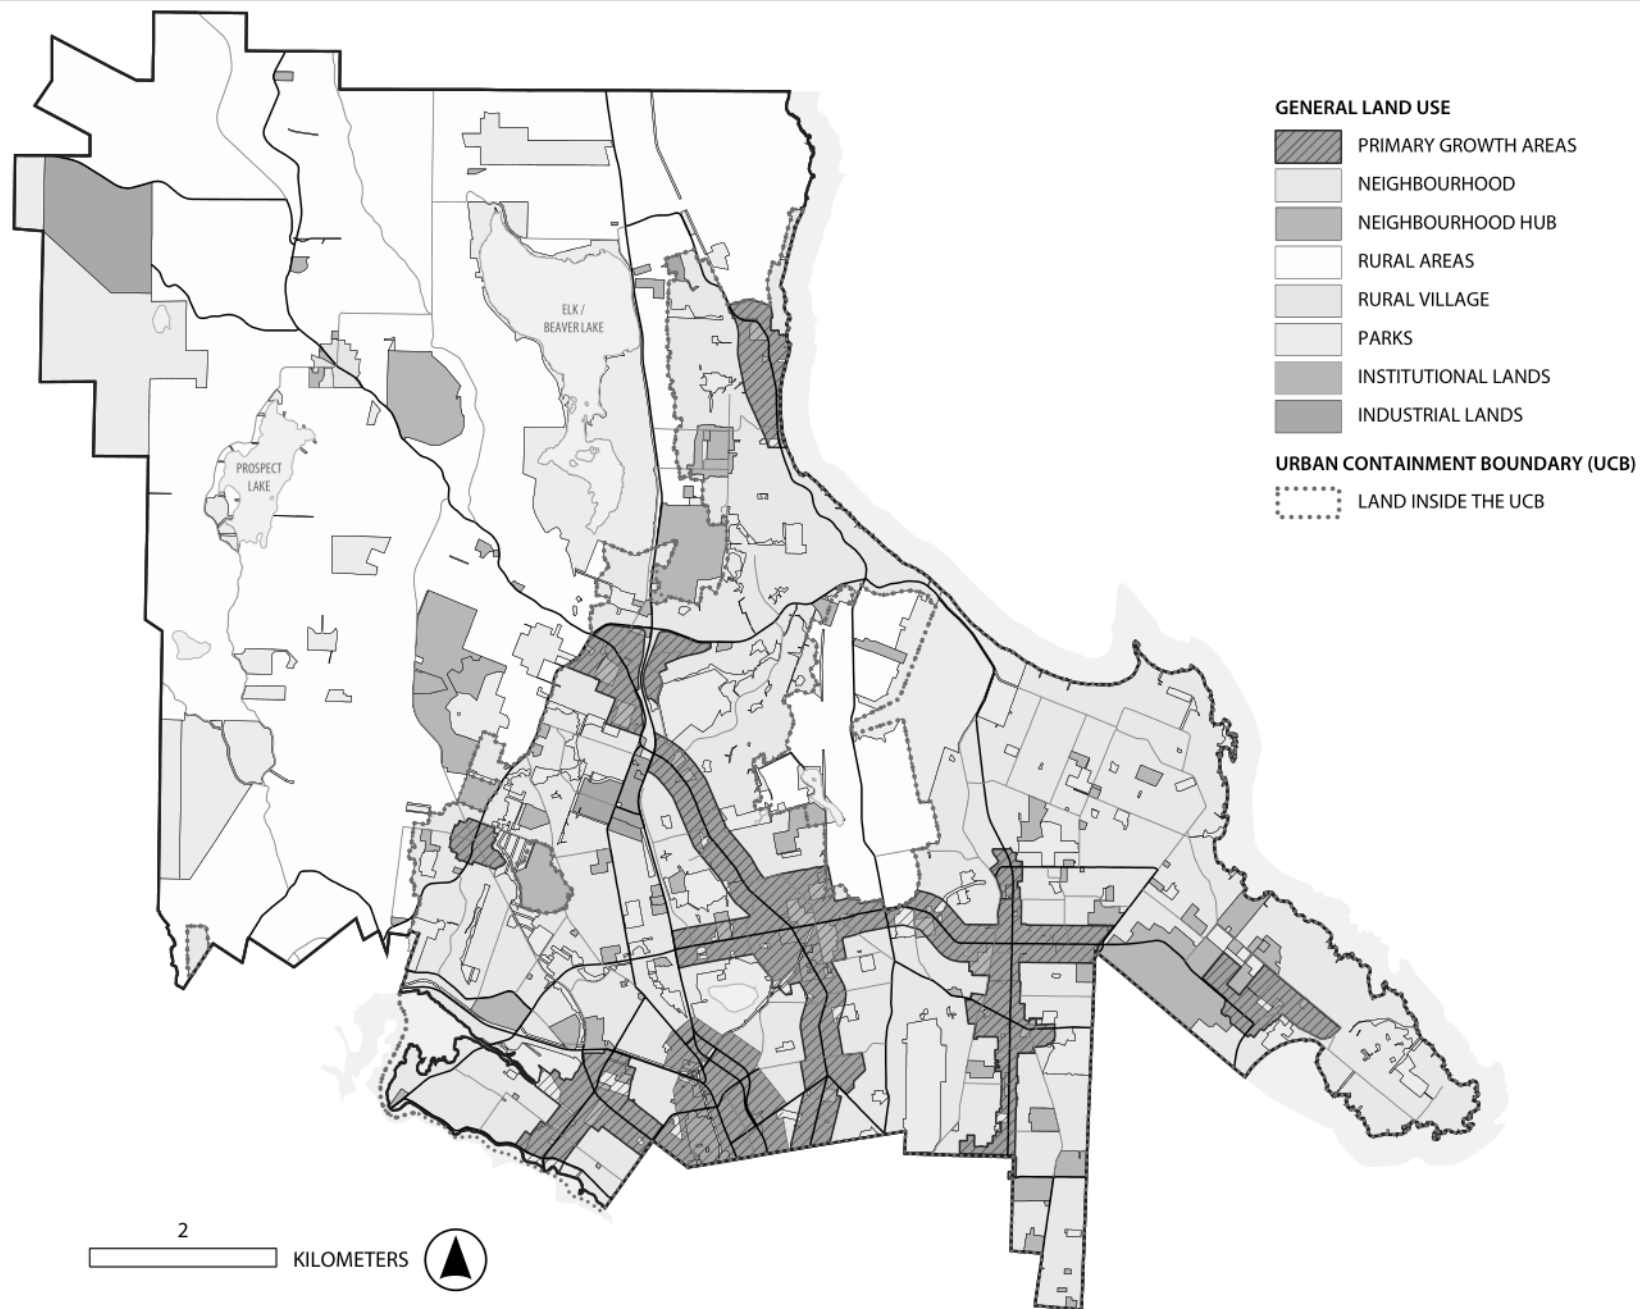 GENERAL LAND USE
PRIMARY GROWTH AREAS
NEIGHBOURHOOD
NEIGHBOURHOOD HUB
RURAL AREAS
RURAL VILLAGE
PARKS
INSTITUTIONAL LANDS
INDUSTRIAL LANDS
URBAN CONTAINMENT BOUNDARY (UCB)
LAND INSIDE THE UCB
ELK /
BEAVER LAKE
PROSPECT
LAKE
2
KILOMETERS